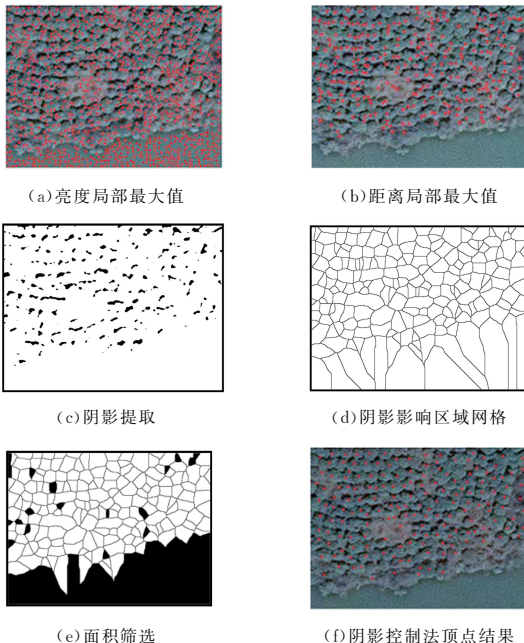 (a)亮度局部最大值
(b)距离局部最大值
(c)阴影提取
(d)阴影影响区域网格
(e)面积筛选
(f)阴影控制法顶点结果